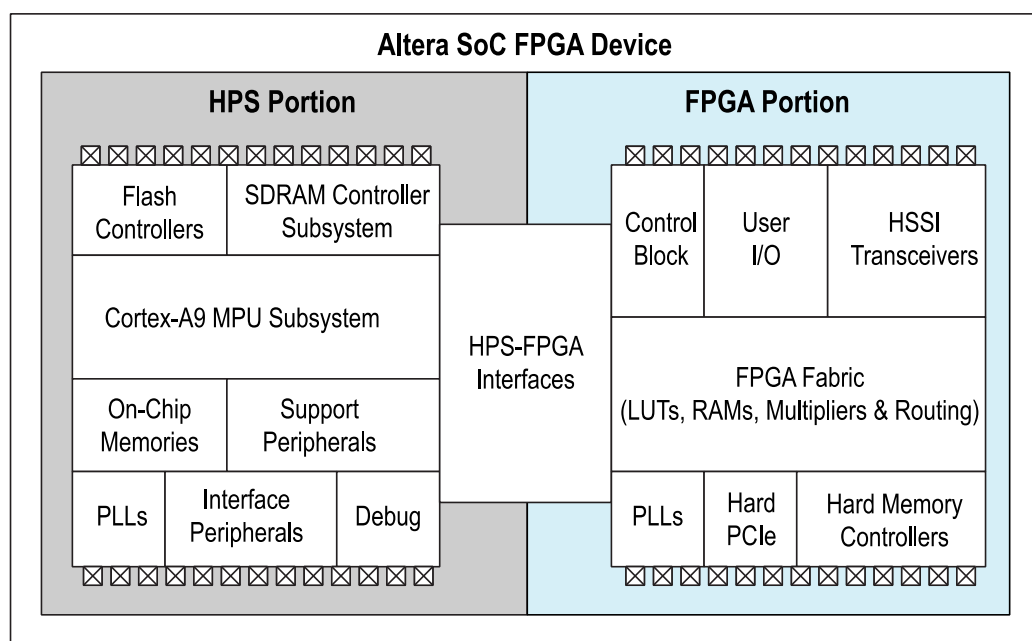 Altera SoC FPGA Device
HPS Portion
FPGA Portion
Flash
Controllers
SDRAM Controller
Subsystem
Cortex-A9 MPU Subsystem
On-Chip
Memories
Support
Peripherals
PLLs
Interface
Peripherals
Debug
HPS-FPGA
Interfaces
Control
Block
User
I/O
HSSI
Transceivers
FPGA Fabric
(LUTs, RAMs, Multipliers & Routing)
PLLs
Hard
PCIe
Hard Memory
Controllers